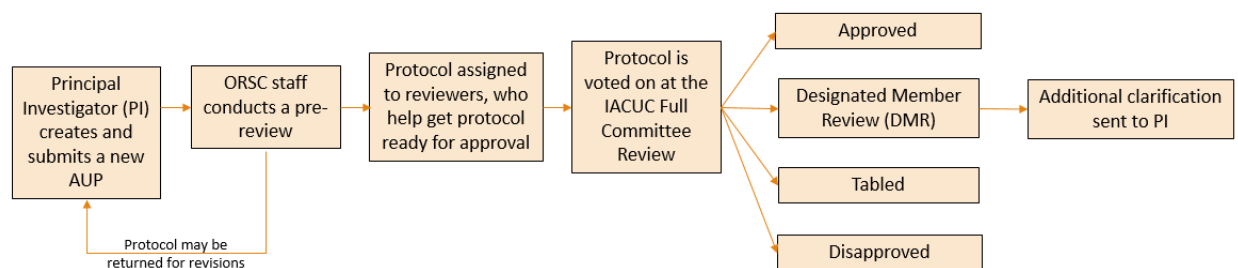 Principal
Investigator (PI)
creates and
submits a new
AUP
ORSC staff
conducts a pre-
review
Protocol may be
returned for revisions
Protocol assigned
to reviewers, who
help get protocol
ready for approval
Protocol is
voted on at the
IACUC Full
Committee
Review
Approved
Designated Member
Review (DMR)
Additional clarification
sent to PI
Tabled
Disapproved